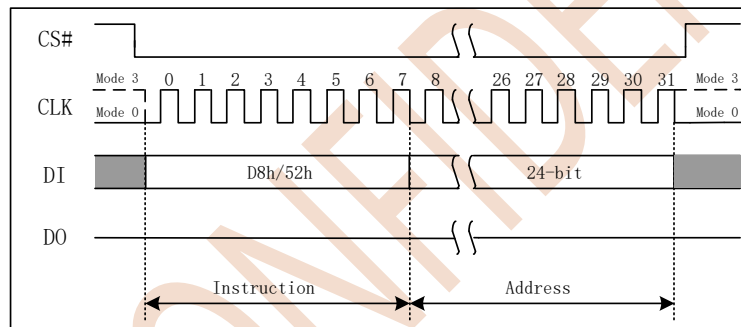 CS#
Mode 3 0 1 2 3 4 5 6 7 8 26 27 28 29 30 31 Mode 3
CLK
Mode 0 Mode 0
DI D8h/52h 24-bit
DO
Instruction Address